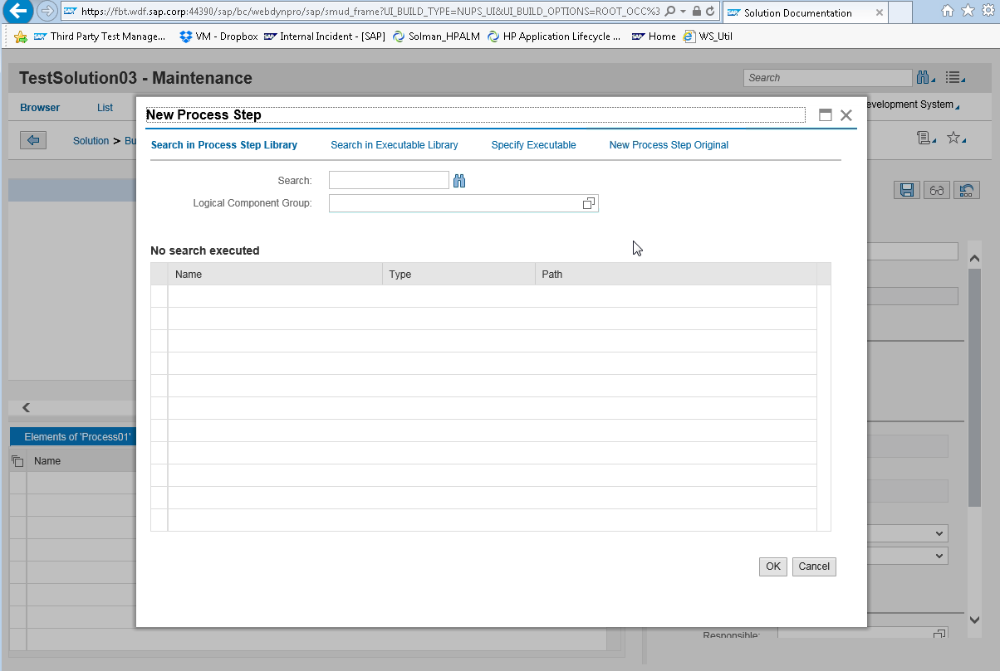 https://fbt.wdf.sap.corp:44390/sap/bc/webdynpro/sap/smud_frame?UI_BUILD_TYPE=NUPS_UI&UI_BUILD_OPTIONS=ROOT_OCC%3
Solution Documentation
Third Party Test Manage... VM - Dropbox Internal Incident - [SAP] Solman_HPALM HP Application Lifecycle ... Home WS_Util
TestSolution03 - Maintenance
Search
Browser List
evelopment System
Solution > Bu
New Process Step
Search in Process Step Library Search in Executable Library Specify Executable New Process Step Original
Search:
Logical Component Group:
No search executed
Name Type Path
Elements of 'Process01'
Name
OK Cancel
Responsible: